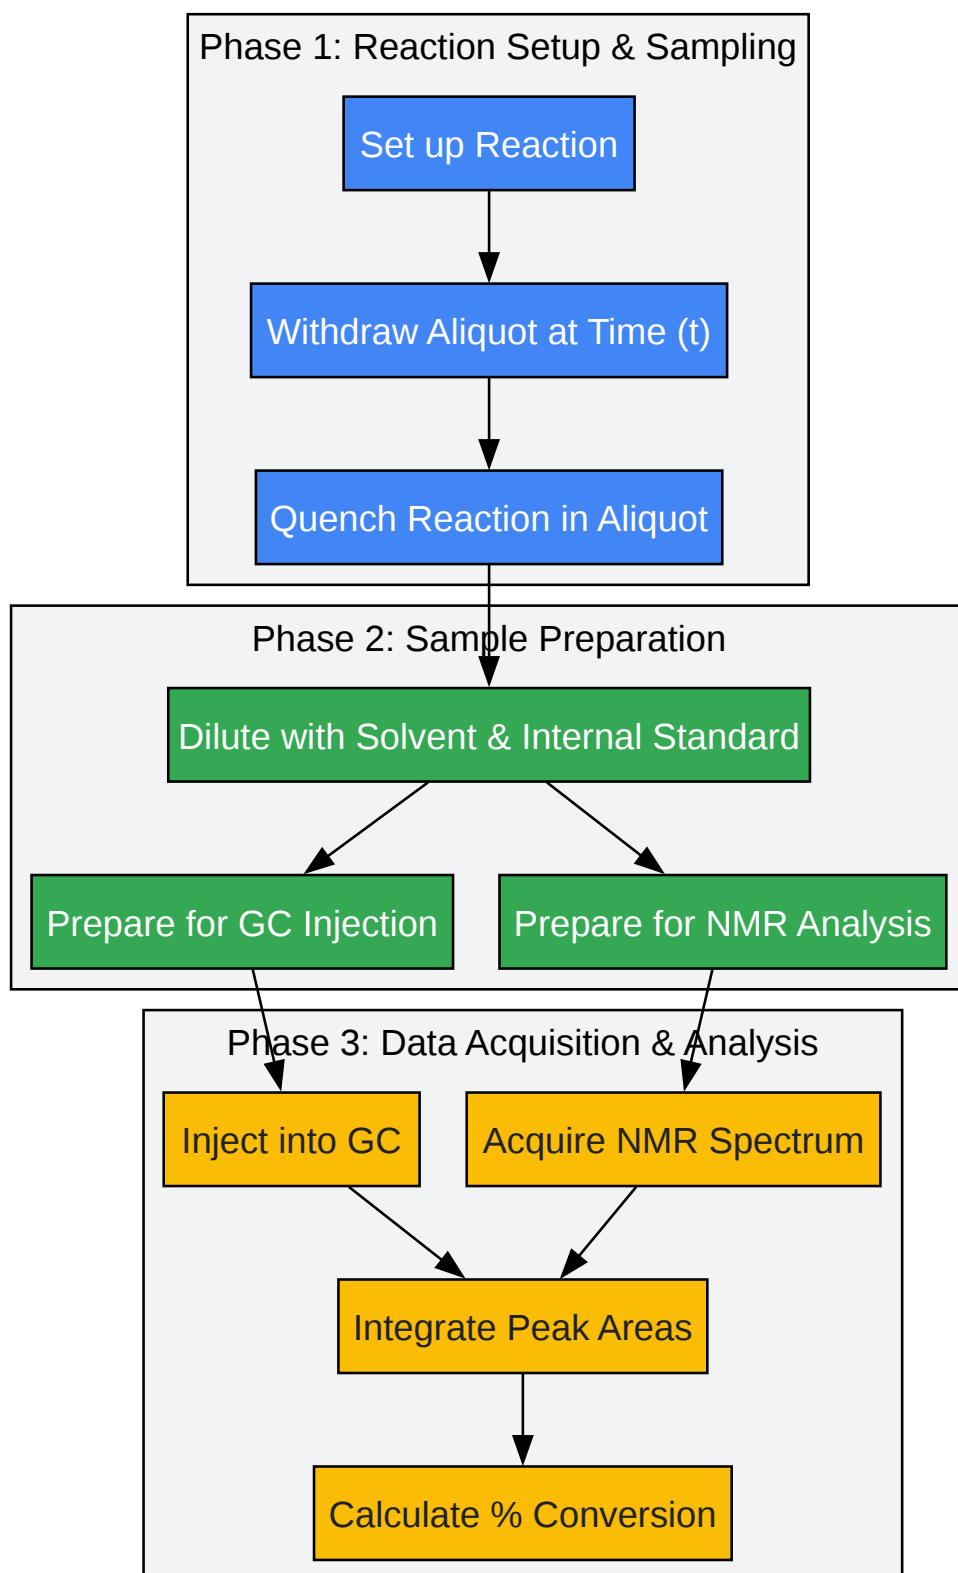 Phase 1: Reaction Setup & Sampling
Set up Reaction
Withdraw Aliquot at Time (t)
Quench Reaction in Aliquot
Phase 2: Sample Preparation
Dilute with Solvent & Internal Standard
Prepare for GC Injection
Prepare for NMR Analysis
Phase 3: Data Acquisition & Analysis
Inject into GC
Acquire NMR Spectrum
Integrate Peak Areas
Calculate % Conversion